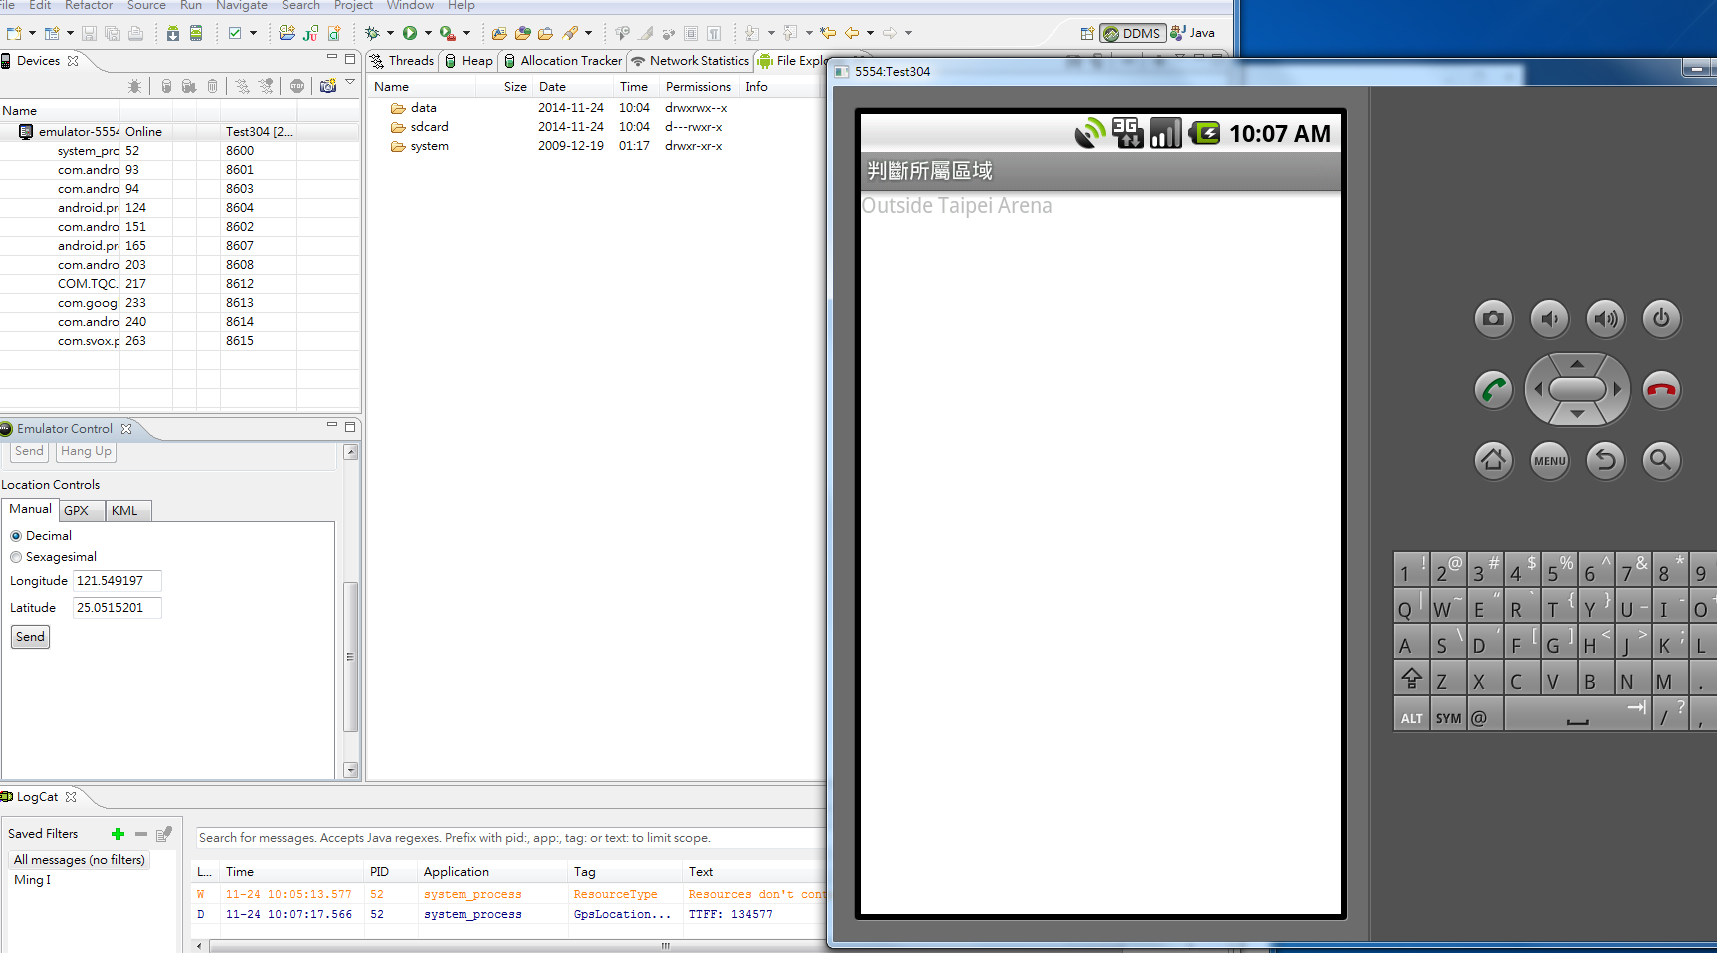 File Edit Refactor Source Run Navigate Search Project Window Help
DDMS Java
Devices
Name
emulator-5554 Online Test304 [2...
system_pro 52 8600
com.andro 93 8601
com.andro 94 8603
android.pr 124 8604
com.andro 151 8602
android.pr 165 8607
com.andro 203 8608
COM.TQC. 217 8612
com.goog 233 8613
com.andro 240 8614
com.svox.p 263 8615
Threads Heap Allocation Tracker Network Statistics File Explo
Name Size Date Time Permissions Info
data 2014-11-24 10:04 drwxrwx--x
sdcard 2014-11-24 10:04 d---rwxr-x
system 2009-12-19 01:17 drwxr-xr-x
Emulator Control
Send Hang Up
Location Controls
Manual GPX KML
Decimal
Sexagesimal
Longitude 121.549197
Latitude 25.0515201
Send
LogCat
Saved Filters
All messages (no filters)
Ming I
Search for messages. Accepts Java regexes. Prefix with pid:, app:, tag: or text: to limit scope.
L... Time PID Application Tag Text
W 11-24 10:05:13.577 52 system_process ResourceType Resources don't cont
D 11-24 10:07:17.566 52 system_process GpsLocation... TTFF: 134577
5554:Test304
3G 10:07 AM
判斷所屬區域
Outside Taipei Arena
MENU
1 ! 2 @ 3 # 4 $ 5 % 6 ^ 7 & 8 * 9
Q | W ~ E “ R ` T { Y } U _ I - O +
A S \ D ‘ F [ G ] H < J > K ; L
Z X C V B N M .
ALT SYM @ / ? ,